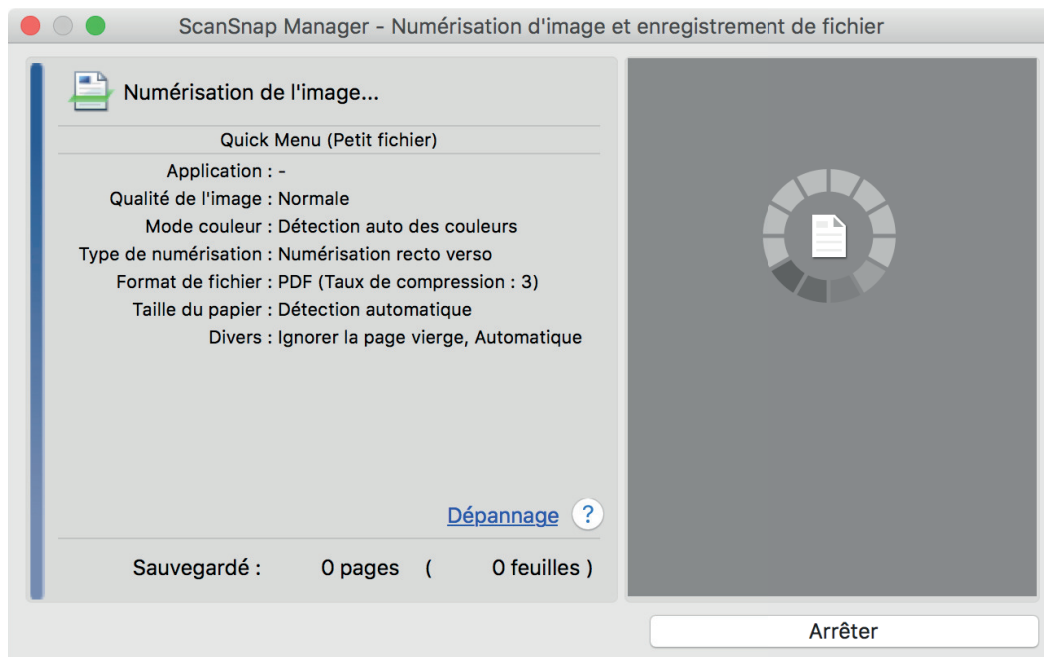 ScanSnap Manager - Numérisation d'image et enregistrement de fichier
Numérisation de l'image...
Quick Menu (Petit fichier)
Application : -
Qualité de l'image : Normale
Mode couleur : Détection auto des couleurs
Type de numérisation : Numérisation recto verso
Format de fichier : PDF (Taux de compression : 3)
Taille du papier : Détection automatique
Divers : Ignorer la page vierge, Automatique
Dépannage ?
Sauvegardé : 0 pages ( 0 feuilles )
Arrêter